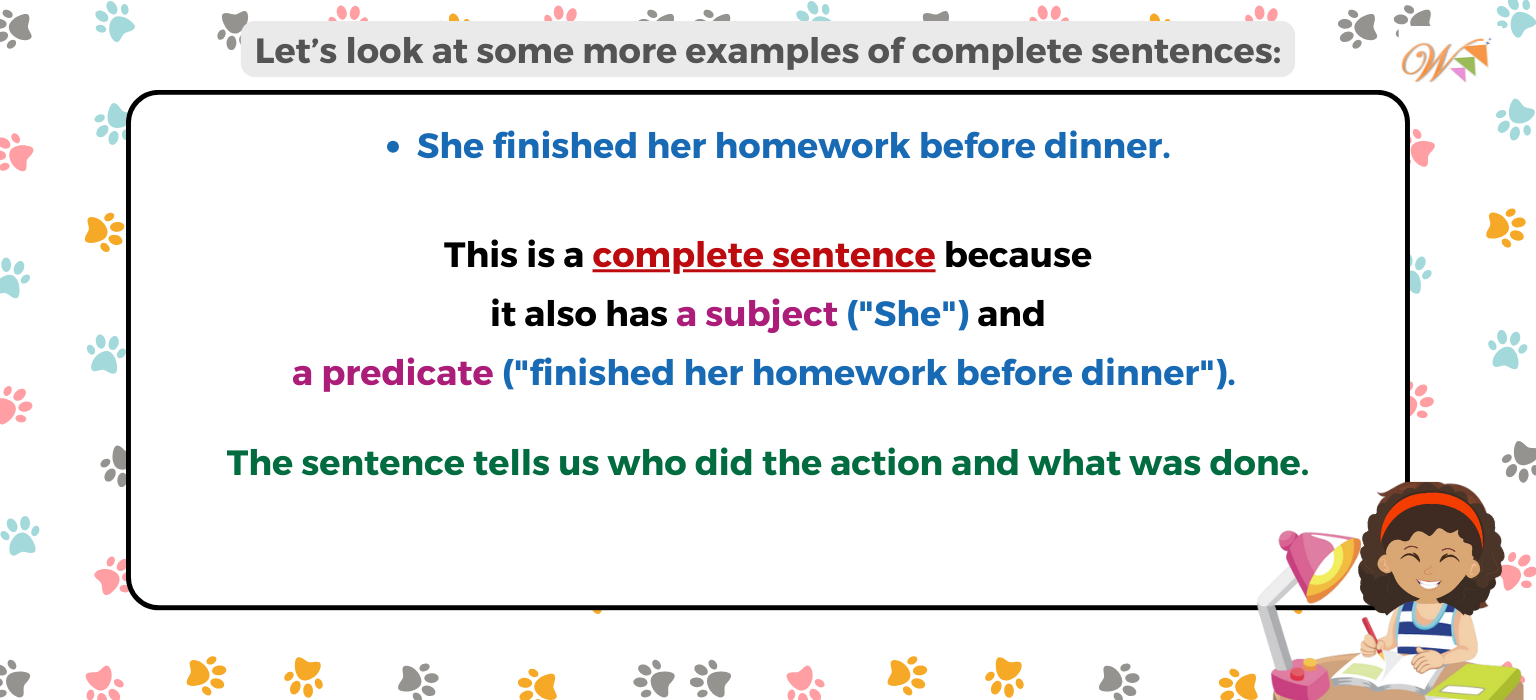 Let’s look at some more examples of complete sentences:
W
• She finished her homework before dinner.
This is a complete sentence because
it also has a subject ("She") and
a predicate ("finished her homework before dinner").
The sentence tells us who did the action and what was done.